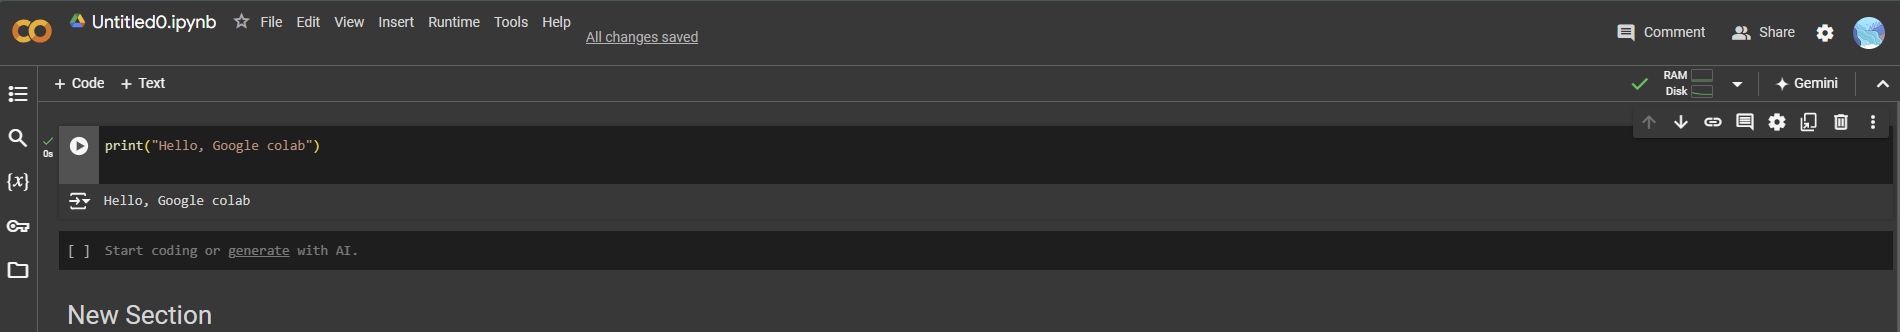 Untitled0.ipynb
File Edit View Insert Runtime Tools Help
All changes saved
Comment Share
+ Code + Text
RAM
Disk
Gemini
0s
print("Hello, Google colab")
Hello, Google colab
[ ] Start coding or generate with AI.
New Section
{x}